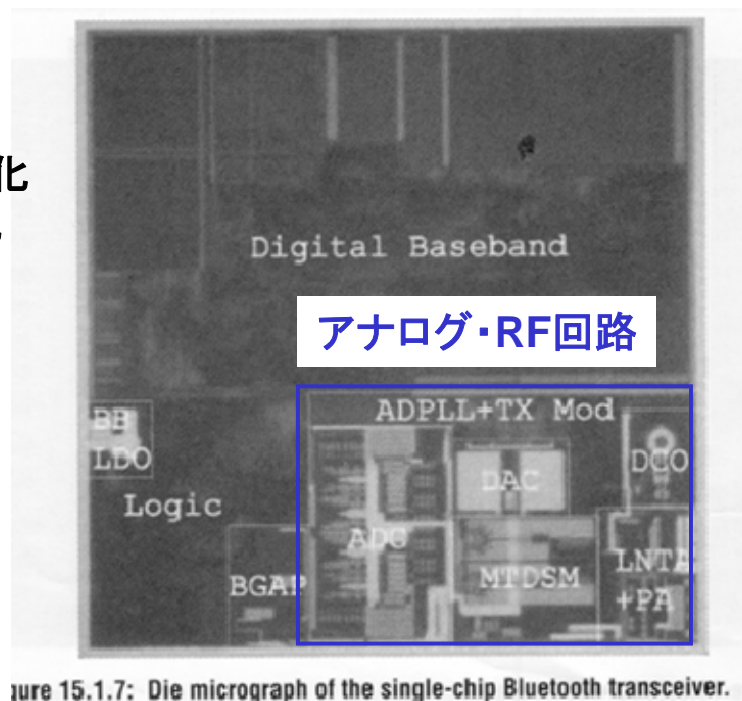 化
Digital Baseband
アナログ・RF回路
ADPLL+TX Mod
BB
LDO
DAC
DCO
Logic
ADC
BGAP
MTDSM
LNTA
+PA
gure 15.1.7: Die micrograph of the single-chip Bluetooth transceiver.